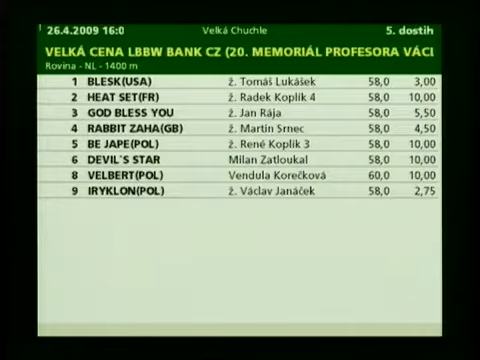 26.4.2009 16:0 Velká Chuchle 5. dostih
VELKÁ CENA LBBW BANK CZ (20. MEMORIÁL PROFESORA VÁCI
Rovina - NL - 1400 m
1 BLESK(USA) ž. Tomáš Lukášek 58,0 3,00
2 HEAT SET(FR) ž. Radek Koplík 4 58,0 10,00
3 GOD BLESS YOU ž. Jan Rája 58,0 5,50
4 RABBIT ZAHA(GB) ž. Martin Srnec 58,0 4,50
5 BE JAPE(POL) ž. René Koplík 3 58,0 10,00
6 DEVIL`S STAR Milan Zatloukal 58,0 10,00
8 VELBERT(POL) Vendula Korečková 60,0 10,00
9 IRYKLON(POL) ž. Václav Janáček 58,0 2,75